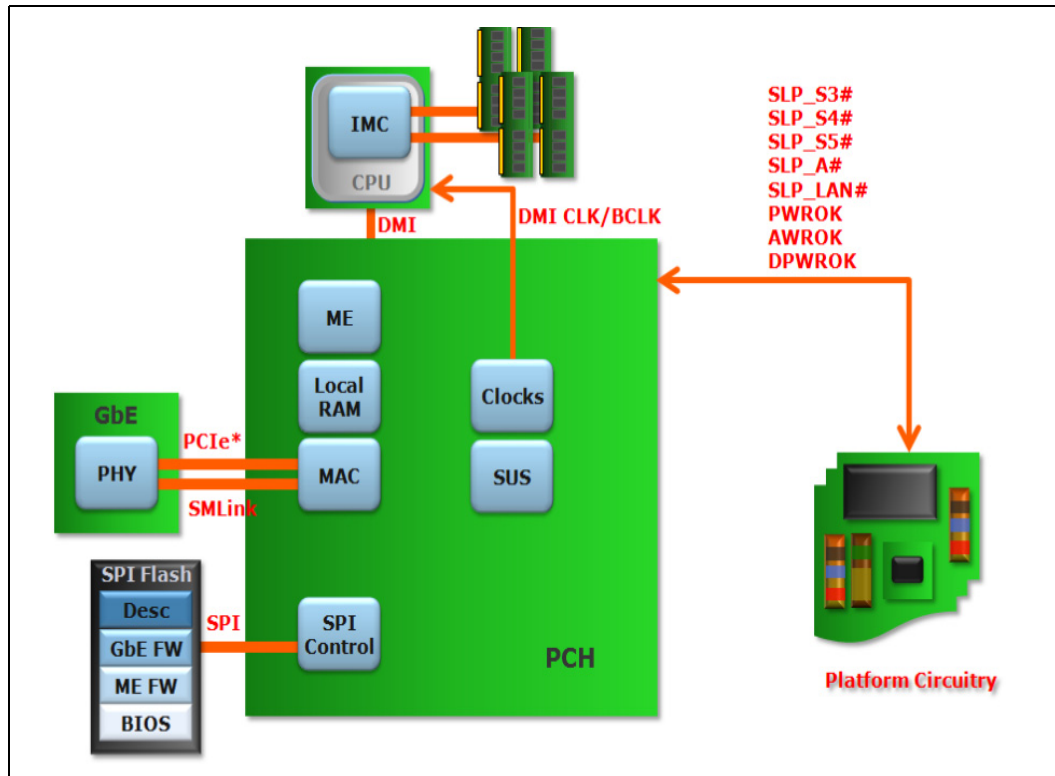 IMC
CPU
DMI
DMI CLK/BCLK
SLP_S3#
SLP_S4#
SLP_S5#
SLP_A#
SLP_LAN#
PWROK
AWROK
DPWROK
ME
Local
RAM
Clocks
GbE
PHY
PCIe*
SMLink
MAC
SUS
SPI Flash
Desc
GbE FW
ME FW
BIOS
SPI
SPI
Control
PCH
Platform Circuitry